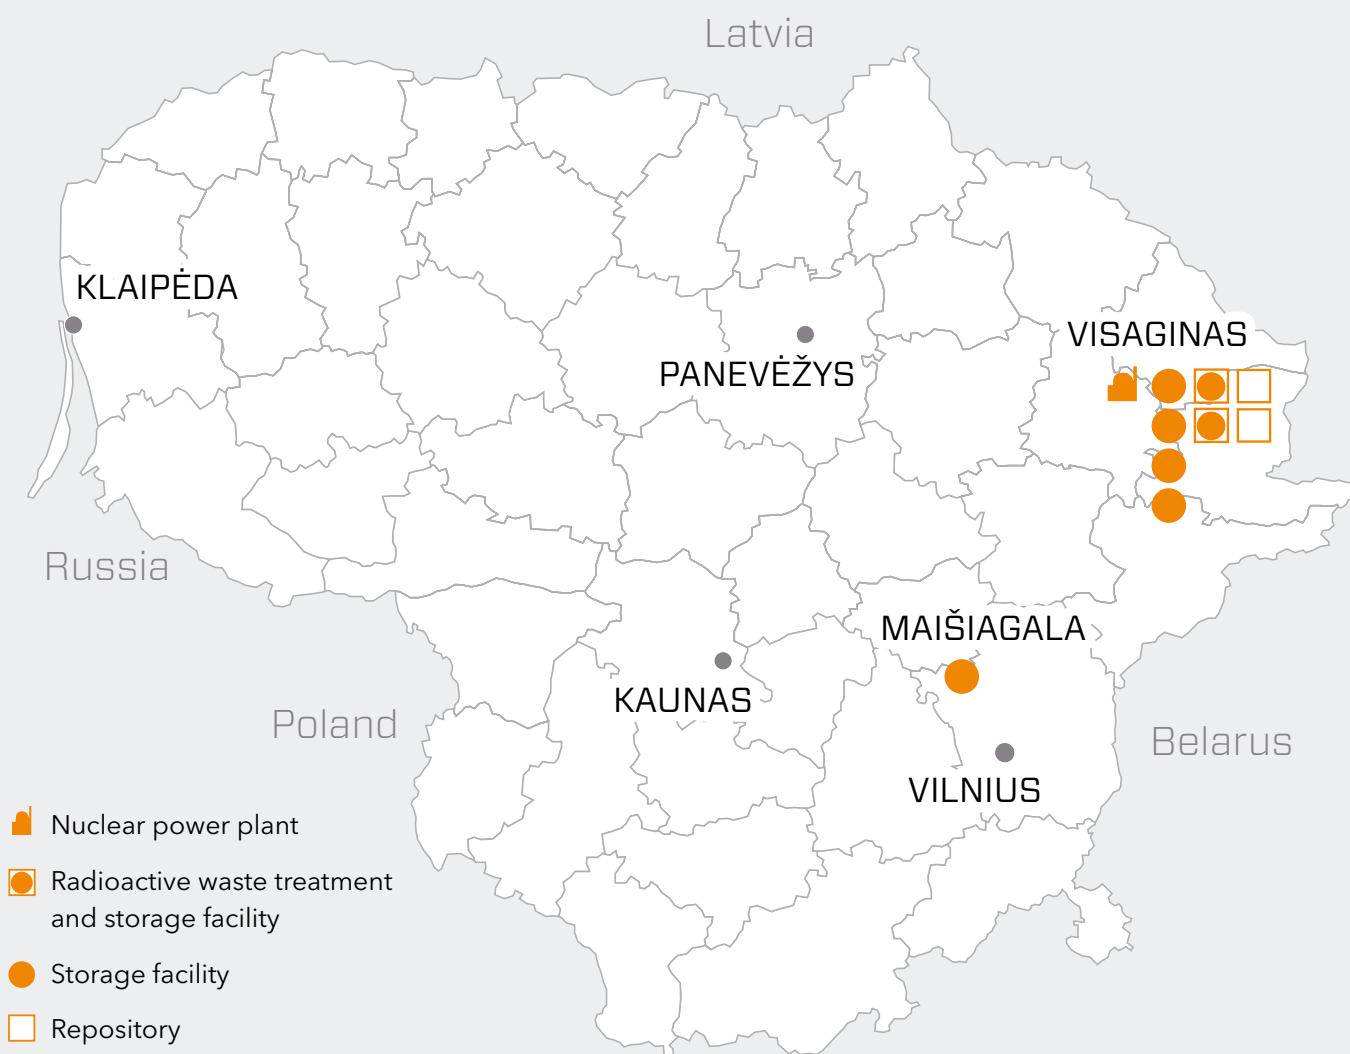 Latvia
KLAIPĖDA
VISAGINAS
PANEVĖŽYS
Russia
MAIŠIAGALA
KAUNAS
Poland
Belarus
VILNIUS
Nuclear power plant
Radioactive waste treatment
and storage facility
Storage facility
Repository